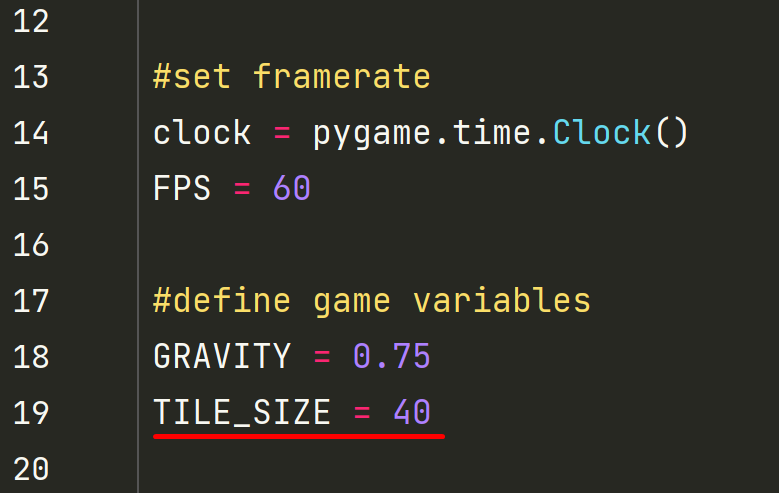 12
13 #set framerate
14 clock = pygame.time.Clock()
15 FPS = 60
16
17 #define game variables
18 GRAVITY = 0.75
19 TILE_SIZE = 40
20